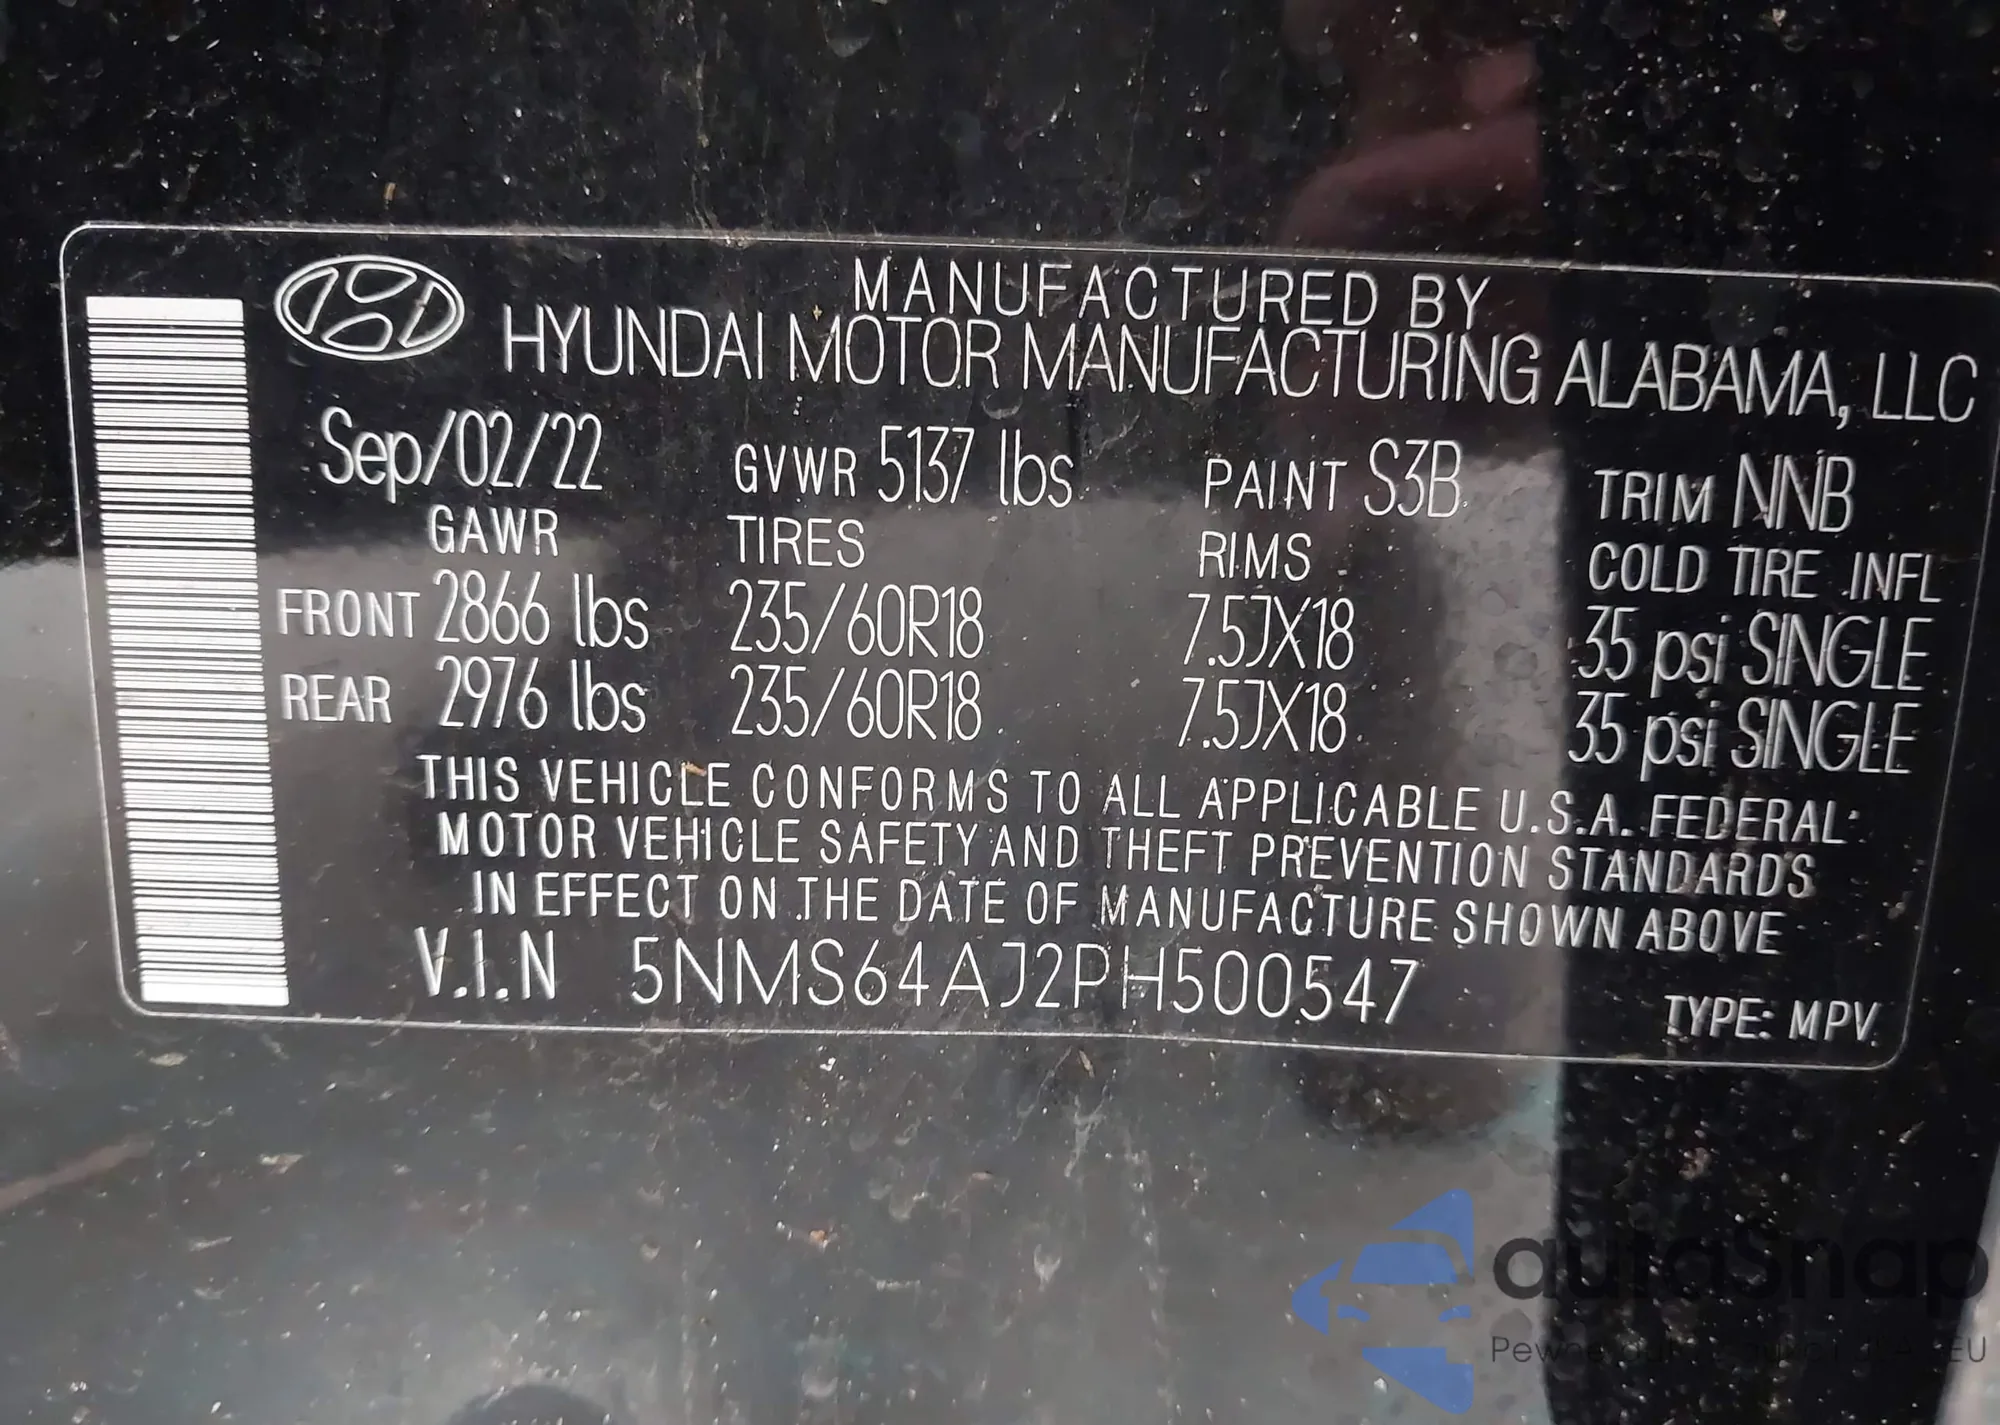 MANUFACTURED BY
HYUNDAI MOTOR MANUFACTURING ALABAMA, LLC
Sep/02/22 GVWR 5137 lbs PAINT S3B TRIM NNB
GAWR TIRES RIMS COLD TIRE INFL
FRONT 2866 lbs 235/60R18 7.5JX18 35 psi SINGLE
REAR 2976 lbs 235/60R18 7.5JX18 35 psi SINGLE
THIS VEHICLE CONFORMS TO ALL APPLICABLE U.S.A. FEDERAL
MOTOR VEHICLE SAFETY AND THEFT PREVENTION STANDARDS
IN EFFECT ON THE DATE OF MANUFACTURE SHOWN ABOVE
V.I.N 5NMS64AJ2PH500547
TYPE: MPV
autaSnap
Pewne EU